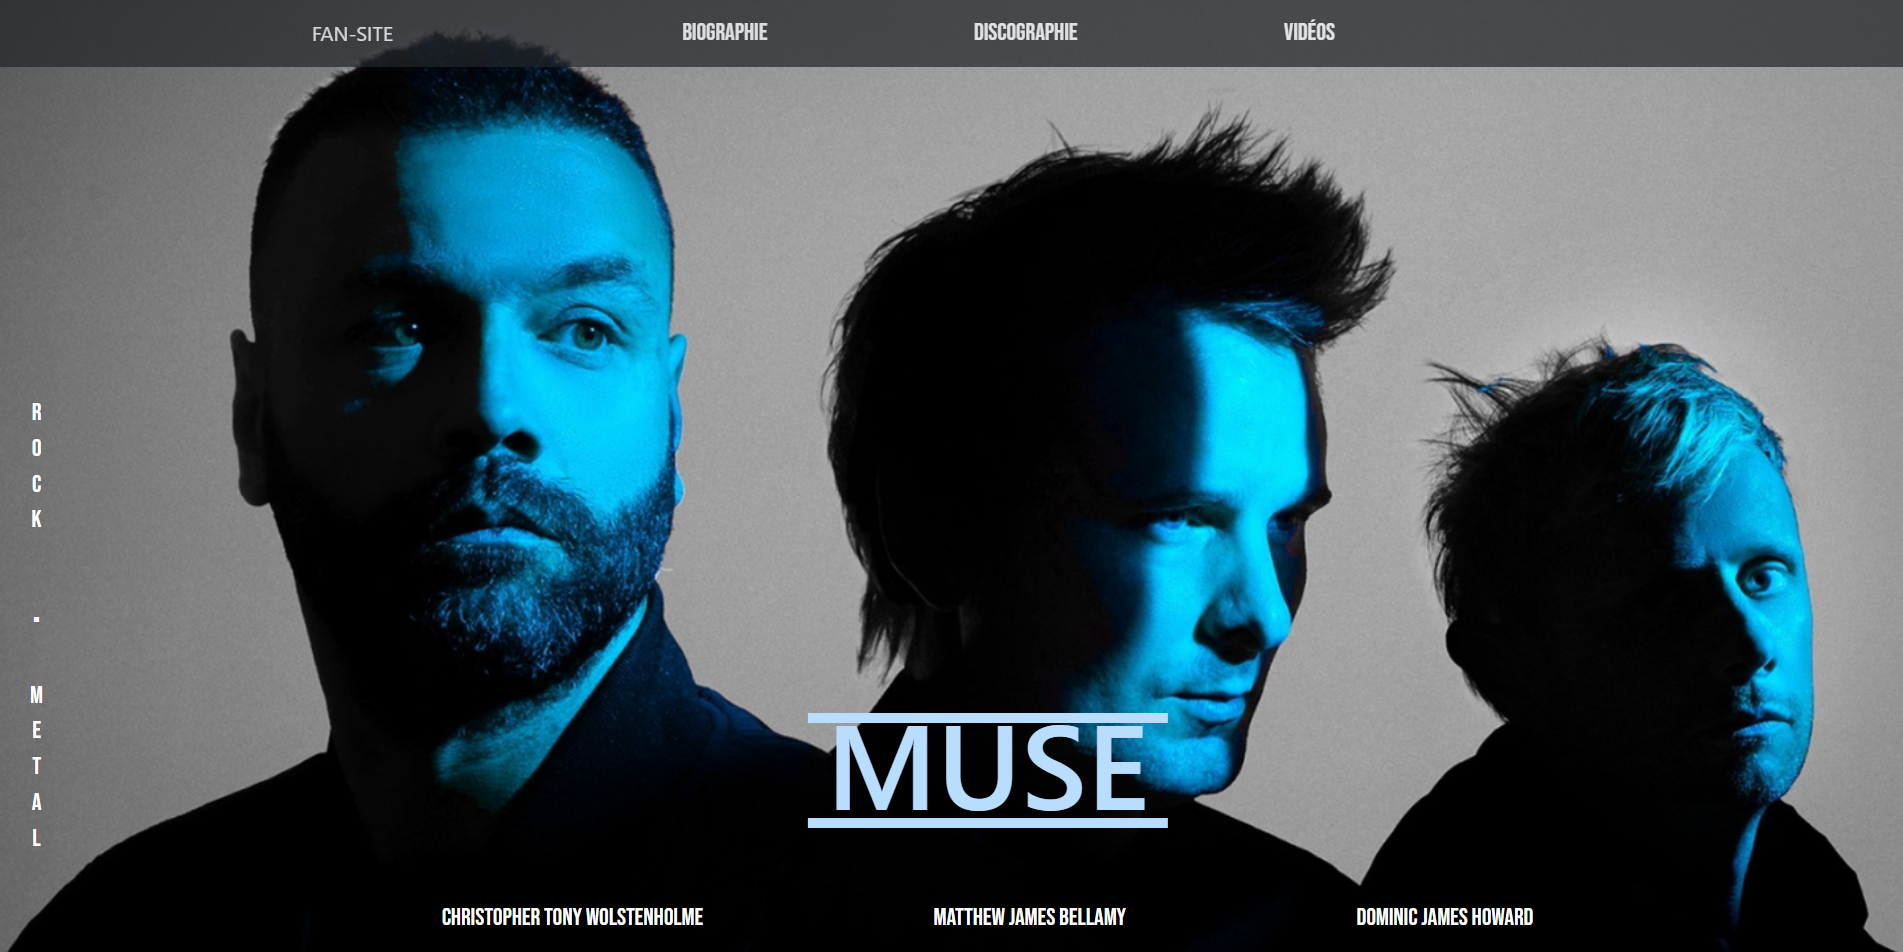 FAN-SITE
BIOGRAPHIE
DISCOGRAPHIE
VIDÉOS
R
O
C
K
.
M
E
T
A
L
MUSE
CHRISTOPHER TONY WOLSTENHOLME
MATTHEW JAMES BELLAMY
DOMINIC JAMES HOWARD